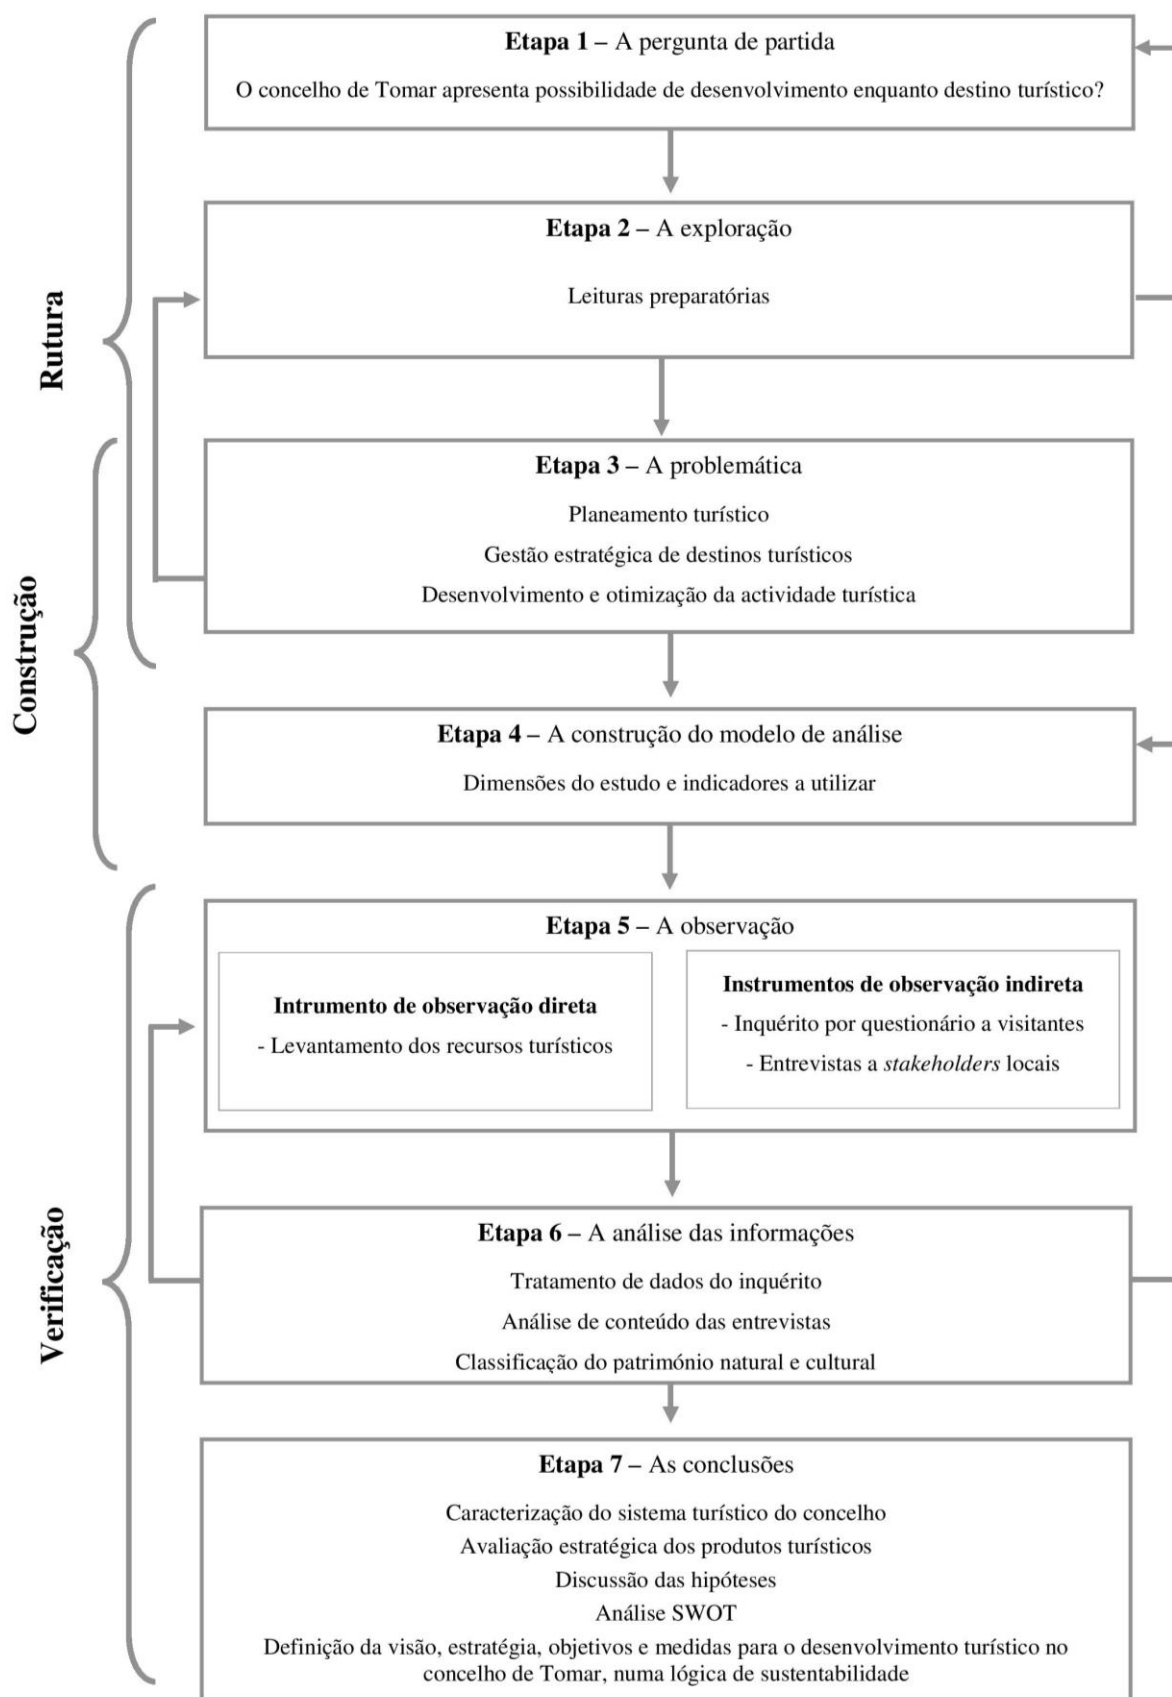 Etapa 1 – A pergunta de partida
O concelho de Tomar apresenta possibilidade de desenvolvimento enquanto destino turístico?
Etapa 2 – A exploração
Leituras preparatórias
Rutura
Etapa 3 – A problemática
Planeamento turístico
Gestão estratégica de destinos turísticos
Desenvolvimento e otimização da actividade turística
Construção
Etapa 4 – A construção do modelo de análise
Dimensões do estudo e indicadores a utilizar
Etapa 5 – A observação
Intrumento de observação direta
- Levantamento dos recursos turísticos
Instrumentos de observação indireta
- Inquérito por questionário a visitantes
- Entrevistas a stakeholders locais
Verificação
Etapa 6 – A análise das informações
Tratamento de dados do inquérito
Análise de conteúdo das entrevistas
Classificação do património natural e cultural
Etapa 7 – As conclusões
Caracterização do sistema turístico do concelho
Avaliação estratégica dos produtos turísticos
Discussão das hipóteses
Análise SWOT
Definição da visão, estratégia, objetivos e medidas para o desenvolvimento turístico no
concelho de Tomar, numa lógica de sustentabilidade